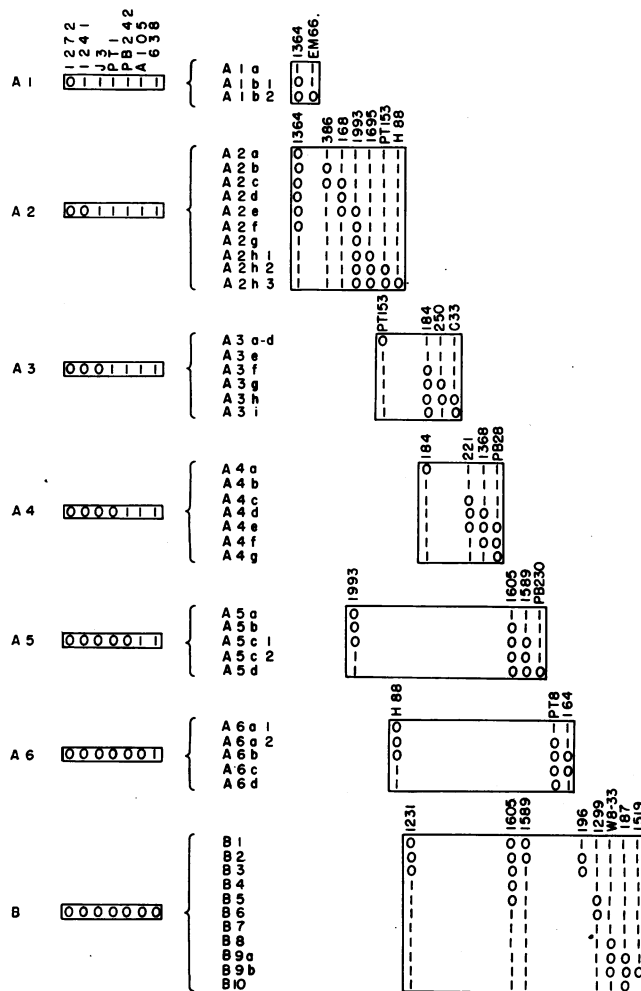 1272 1241 J3 PT1 PB242 A105 638
1364 EM66.
A1 O I I I I I I
A1a I I
A1b1 O I
A1b2 O O
1364 386 168 1993 1695 PT153 H88
A2 O O I I I I I
A2a O I I I I I I
A2b O O I I I I I
A2c O O O I I I I
A2d O I O I I I I
A2e O I O O I I I
A2f O I I O I I I
A2g I I I O I I I
A2h1 I I I O O I I
A2h2 I I I O O O I
A2h3 I I I O O O O
PT153 184 250 C33
A3 O O O I I I I
A3a-d O I I I
A3e I I I I
A3f I O I I
A3g I O O I
A3h I O O O
A3i I O I O
184 221 1368 PB28
A4 O O O O I I I
A4a O I I I
A4b I I I I
A4c I O I I
A4d I O O I
A4e I O O O
A4f I I O O
A4g I I I O
1993 1605 1589 PB230
A5 O O O O O I I
A5a O I I I
A5b O O I I
A5c1 O O O I
A5c2 I O O I
A5d I O O O
H88 PT8 164
A6 O O O O O O I
A6a1 O I I
A6a2 O O I
A6b O O O
A6c I O O
A6d I O I
1231 1605 1589 196 1299 W8-33 187 1519
B O O O O O O O
B1 O O O O I I I I
B2 O O O O I I I I
B3 O O I O I I I I
B4 I O I I I I I I
B5 I O I I O I I I
B6 I I I I O I I I
B7 I I I I I I I I
B8 I I I I I O I I
B9a I I I I I O O I
B9b I I I I I O O O
B10 I I I I I I O I